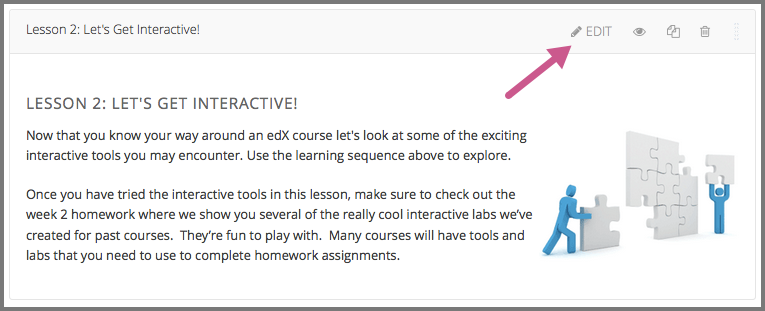 Lesson 2: Let's Get Interactive!
EDIT
LESSON 2: LET'S GET INTERACTIVE!
Now that you know your way around an edX course let's look at some of the exciting
interactive tools you may encounter. Use the learning sequence above to explore.
Once you have tried the interactive tools in this lesson, make sure to check out the
week 2 homework where we show you several of the really cool interactive labs we've
created for past courses.  They're fun to play with.  Many courses will have tools and
labs that you need to use to complete homework assignments.